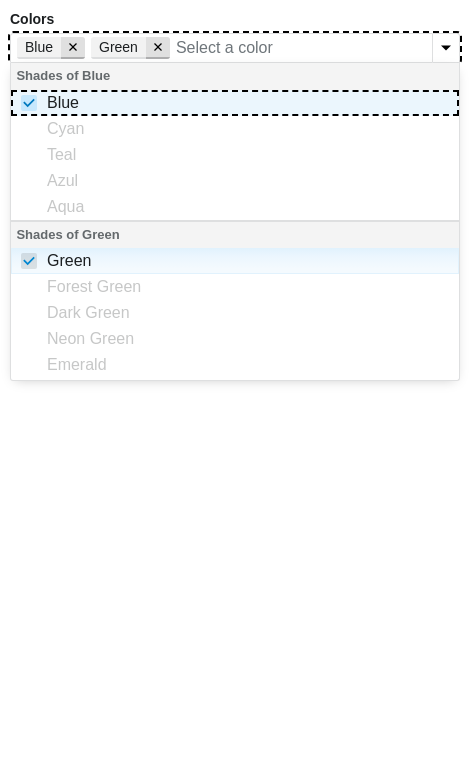 Colors
Blue × Green × Select a color
Shades of Blue
Blue
Cyan
Teal
Azul
Aqua
Shades of Green
Green
Forest Green
Dark Green
Neon Green
Emerald